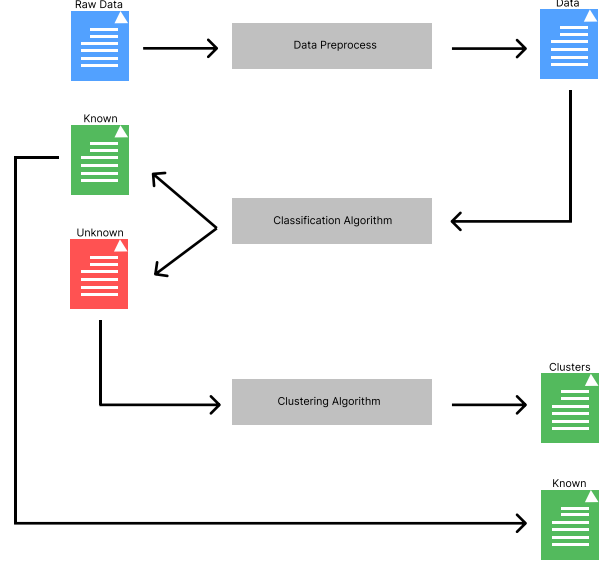 Raw Data
Data Preprocess
Data
Known
Classification Algorithm
Unknown
Clustering Algorithm
Clusters
Known